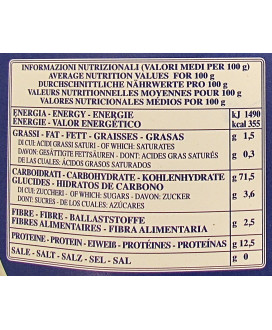 INFORMAZIONI NUTRIZIONALI (VALORI MEDI PER 100 g)
AVERAGE NUTRITION VALUES FOR 100 g
DURCHSCHNITTLICHE NÄHRWERTE PRO 100 g
VALEURS NUTRITIONNELLES MOYENNES POUR 100 g
VALORES NUTRICIONALES MÉDIOS POR 100 g
ENERGIA - ENERGY - ENERGIE kJ 1490
ÉNERGIE - VALOR ENERGÉTICO kcal 355
GRASSI - FAT - FETT - GRAISSES - GRASAS g 1,5
DI CUI: ACIDI GRASSI SATURI - OF WHICH: SATURATES
DAVON: GESÄTTIGTE FETTSÄUREN - DONT: ACIDES GRAS SATURÉS g 0,3
DE LAS CUALES: ÁCIDOS GRASOS SATURADOS
CARBOIDRATI - CARBOHYDRATE - KOHLENHYDRATE g 71,5
GLUCIDES - HIDRATOS DE CARBONO
DI CUI: ZUCCHERI - OF WHICH: SUGARS - DAVON: ZUCKER g 3,6
DONT: SUCRES - DE LOS CUALES: AZÚCARES
FIBRE - FIBRE - BALLASTSTOFFE g 2,5
FIBRES ALIMENTAIRES - FIBRA ALIMENTARIA
PROTEINE - PROTEIN - EIWEIß - PROTÉINES - PROTEÍNAS g 12,5
SALE - SALT - SALZ - SEL - SAL g 0